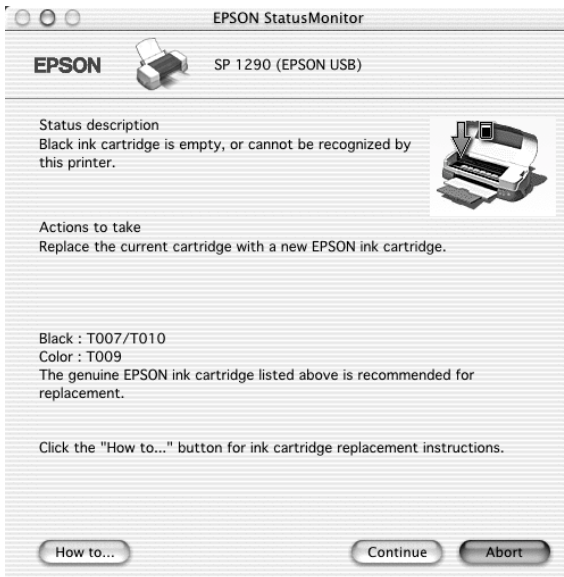 EPSON StatusMonitor
EPSON
SP 1290 (EPSON USB)
Status description
Black ink cartridge is empty, or cannot be recognized by
this printer.
Actions to take
Replace the current cartridge with a new EPSON ink cartridge.
Black : T007/T010
Color : T009
The genuine EPSON ink cartridge listed above is recommended for
replacement.
Click the "How to..." button for ink cartridge replacement instructions.
How to...
Continue
Abort